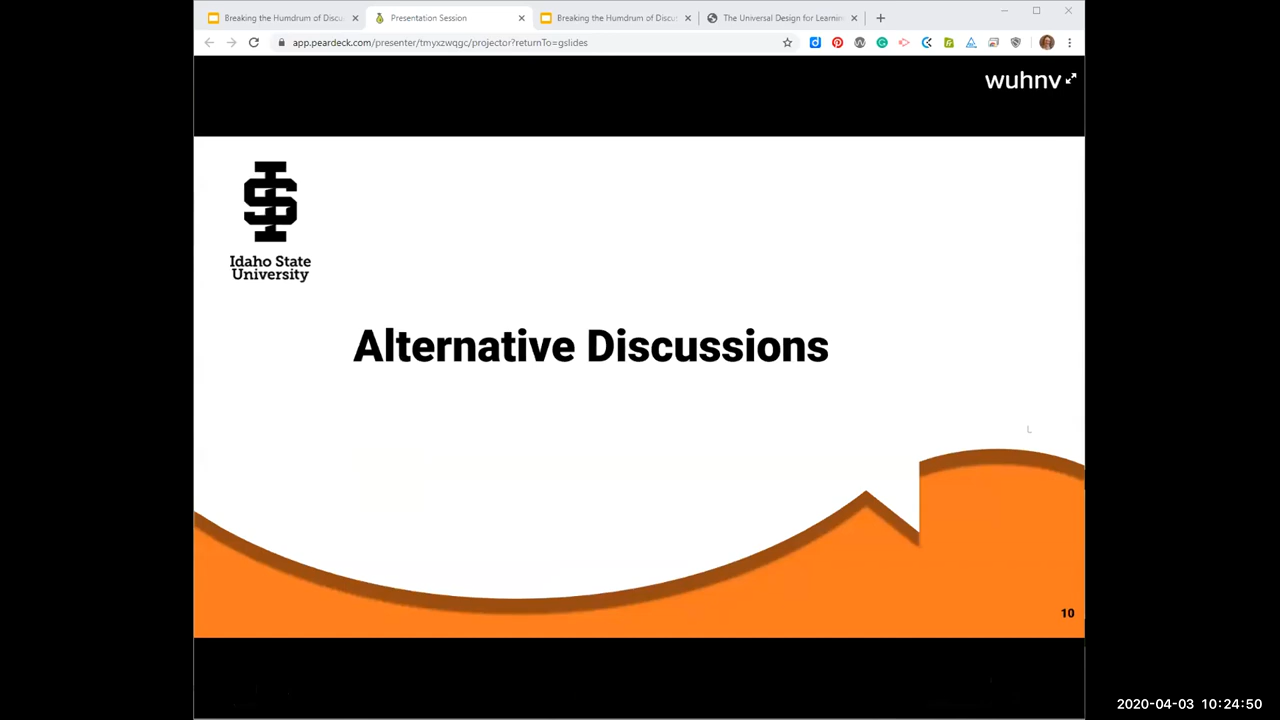 Breaking the Humdrum of Discu
Presentation Session
Breaking the Humdrum of Discus
The Universal Design for Learnin
app.peardeck.com/presenter/tmyxzwqgc/projector?returnTo=gslides
wuhnv
Idaho State
University
Alternative Discussions
10
2020-04-03 10:24:50